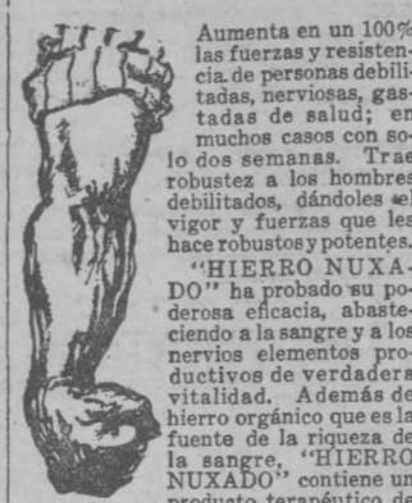 Aumenta en un 100%
las fuerzas y resisten-
cia de personas debili-
tadas, nerviosas, gas-
tadas de salud; en
muchos casos con so-
lo dos semanas. Trae
robustez a los hombres
debilitados, dándoles el
vigor y fuerzas que les
hace robustos y potentes.
"HIERRO NUXA-
DO" ha probado su po-
derosa eficacia, abaste-
ciendo a la sangre y a los
nervios elementos pro-
ductivos de verdadera
vitalidad. Además de
hierro orgánico que es la
fuente de la riqueza de
la sangre, "HIERRO
NUXADO" contiene un
producto terapéutico de